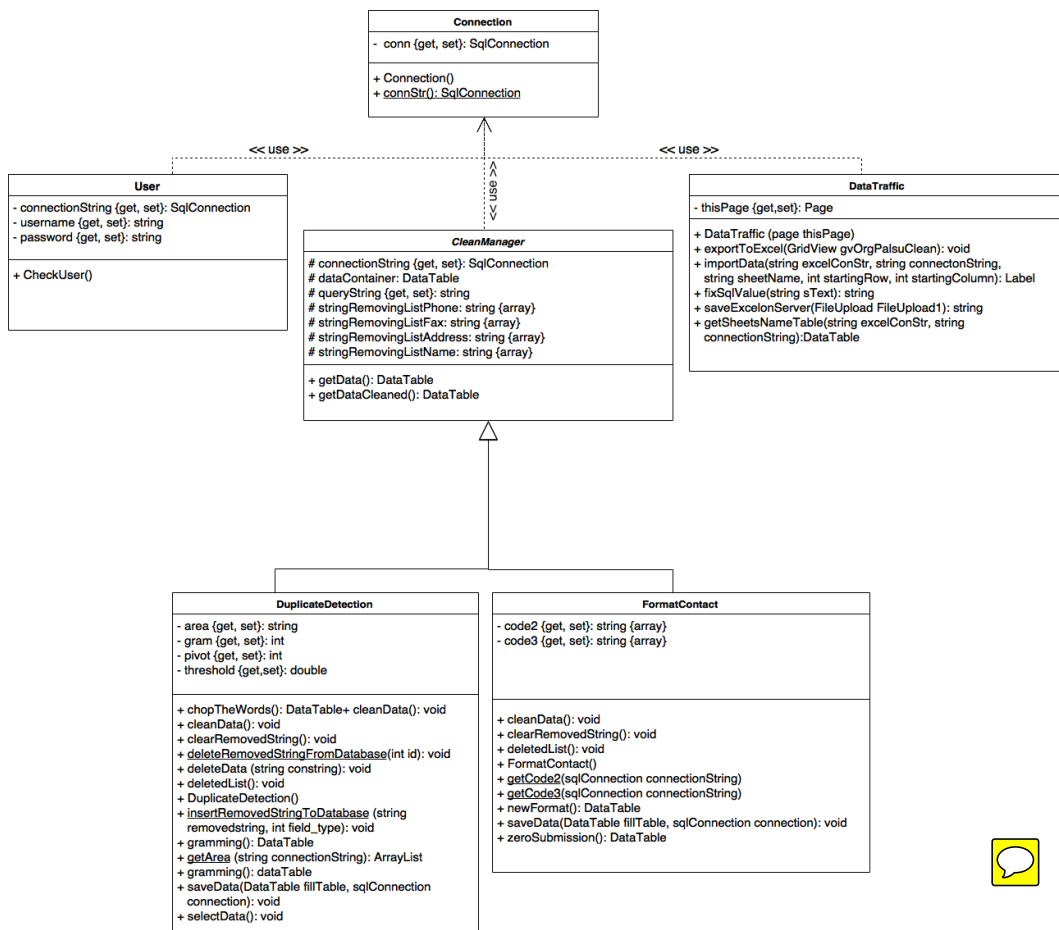 Connection
- conn {get, set}: SqlConnection
+ Connection()
+ connStr(): SqlConnection
<< use >>
<< use >>
<< use >>
User
- connectionString {get, set}: SqlConnection
- username {get, set}: string
- password {get, set}: string
+ CheckUser()
CleanManager
# connectionString {get, set}: SqlConnection
# dataContainer: DataTable
# queryString {get, set}: string
# stringRemovingListPhone: string {array}
# stringRemovingListFax: string {array}
# stringRemovingListAddress: string {array}
# stringRemovingListName: string {array}
+ getData(): DataTable
+ getDataCleaned(): DataTable
DataTraffic
- thisPage {get,set}: Page
+ DataTraffic (page thisPage)
+ exportToExcel(GridView gvOrgPalsuClean): void
+ importData(string excelConStr, string connectonString,
string sheetName, int startingRow, int startingColumn): Label
+ fixSqlValue(string sText): string
+ saveExcelonServer(FileUpload FileUpload1): string
+ getSheetsNameTable(string excelConStr, string
connectionString):DataTable
DuplicateDetection
- area {get, set}: string
- gram {get, set}: int
- pivot {get, set}: int
- threshold {get,set}: double
+ chopTheWords(): DataTable+ cleanData(): void
+ cleanData(): void
+ clearRemovedString(): void
+ deleteRemovedStringFromDatabase(int id): void
+ deleteData (string constring): void
+ deletedList(): void
+ DuplicateDetection()
+ insertRemovedStringToDatabase (string
removedstring, int field_type): void
+ gramming(): DataTable
+ getArea (string connectionString): ArrayList
+ gramming(): dataTable
+ saveData(DataTable fillTable, sqlConnection
connection): void
+ selectData(): void
FormatContact
- code2 {get, set}: string {array}
- code3 {get, set}: string {array}
+ cleanData(): void
+ clearRemovedString(): void
+ deletedList(): void
+ FormatContact()
+ getCode2(sqlConnection connectionString)
+ getCode3(sqlConnection connectionString)
+ newFormat(): DataTable
+ saveData(DataTable fillTable, sqlConnection connection): void
+ zeroSubmission(): DataTable